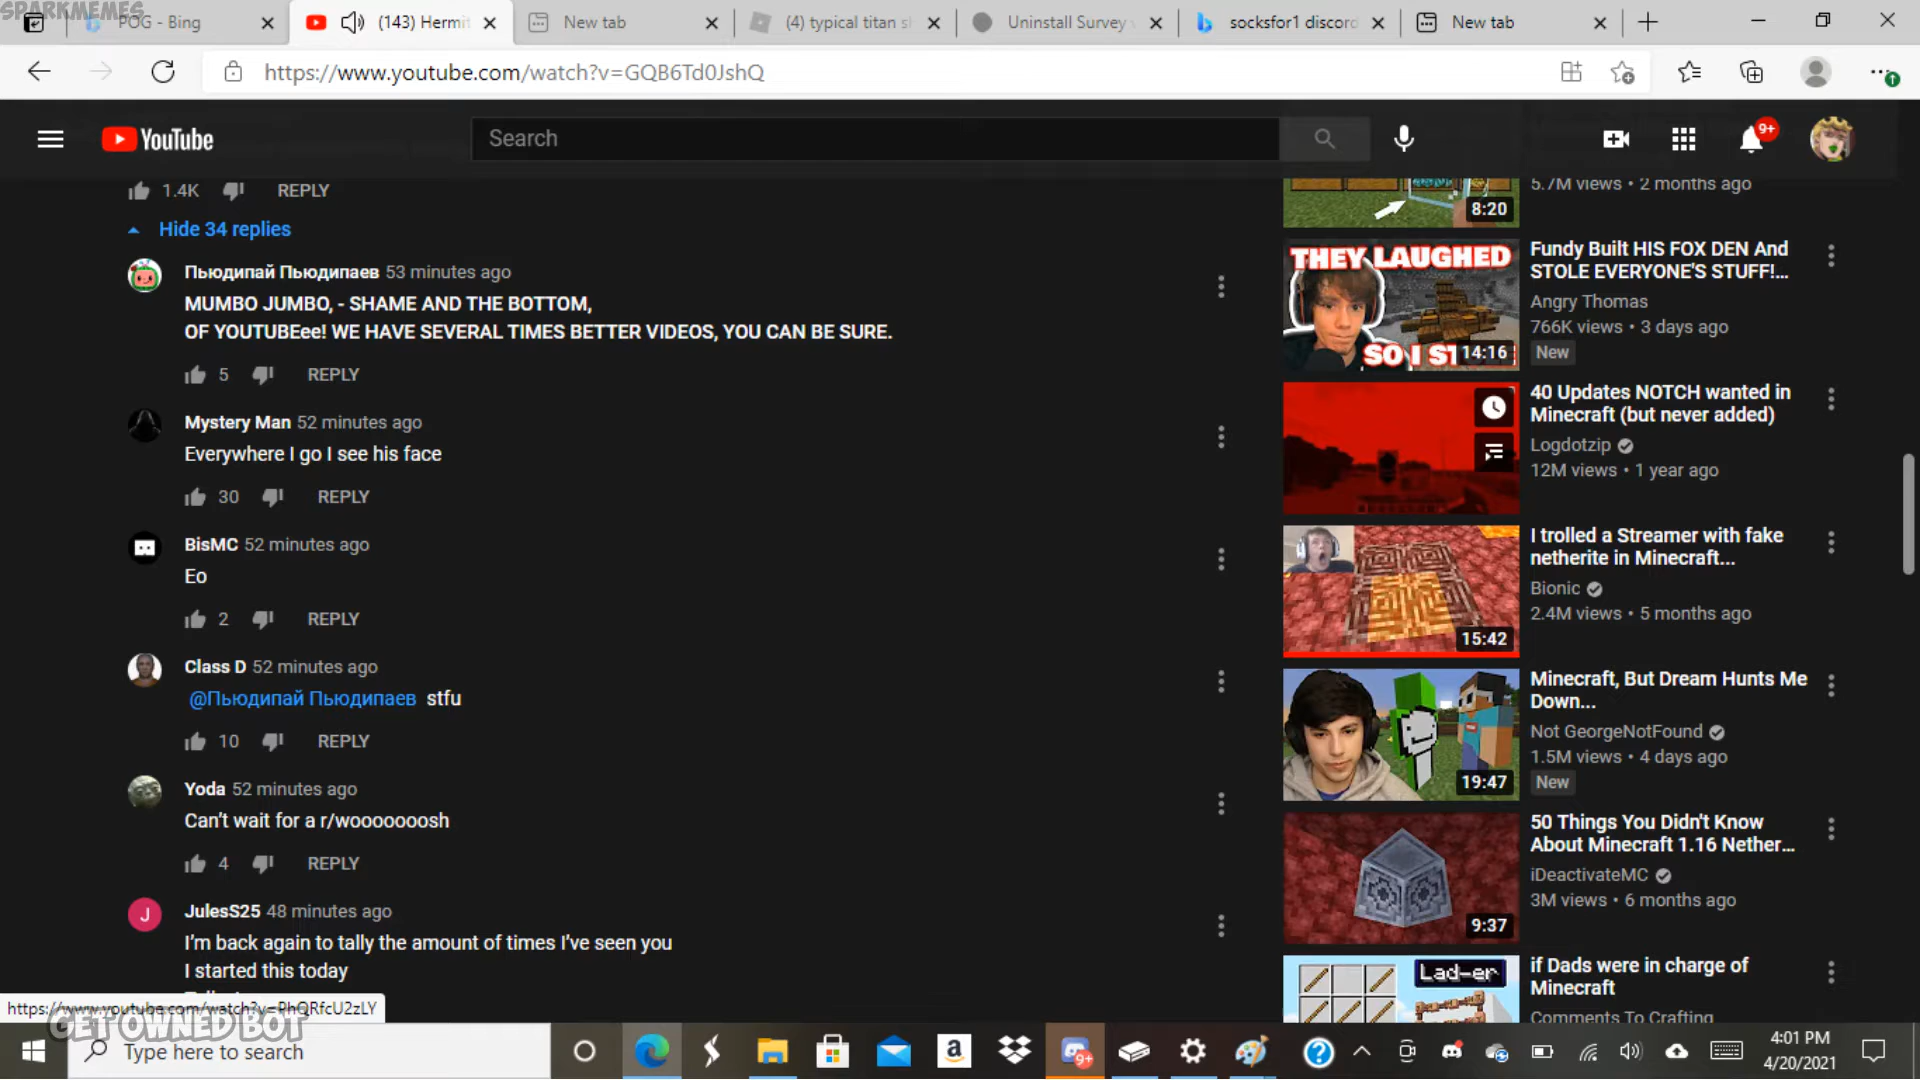 SPARKMEMES
POG - Bing
(143) Hermit
New tab
(4) typical titan s
Uninstall Survey
socksfor1 discord
New tab
https://www.youtube.com/watch?v=GQB6Td0JshQ
YouTube
Search
9+
1.4K REPLY
Hide 34 replies
Пьюдипай Пьюдипаев 53 minutes ago
MUMBO JUMBO, - SHAME AND THE BOTTOM,
OF YOUTUBEee! WE HAVE SEVERAL TIMES BETTER VIDEOS, YOU CAN BE SURE.
5 REPLY
Mystery Man 52 minutes ago
Everywhere I go I see his face
30 REPLY
BisMC 52 minutes ago
Eo
2 REPLY
Class D 52 minutes ago
@Пьюдипай Пьюдипаев stfu
10 REPLY
Yoda 52 minutes ago
Can't wait for a r/wooooooosh
4 REPLY
J
JulesS25 48 minutes ago
I'm back again to tally the amount of times I've seen you
I started this today
https://www.youtube.com/watch?v=PhQRfcU2zLY
GET OWNED BOT
8:20
5.7M views • 2 months ago
THEY LAUGHED
SO I ST
14:16
Fundy Built HIS FOX DEN And
STOLE EVERYONE'S STUFF!...
Angry Thomas
766K views • 3 days ago
New
40 Updates NOTCH wanted in
Minecraft (but never added)
Logdotzip
12M views • 1 year ago
15:42
I trolled a Streamer with fake
netherite in Minecraft...
Bionic
2.4M views • 5 months ago
19:47
Minecraft, But Dream Hunts Me
Down...
Not GeorgeNotFound
1.5M views • 4 days ago
New
9:37
50 Things You Didn't Know
About Minecraft 1.16 Nether...
iDeactivateMC
3M views • 6 months ago
Lad-er
if Dads were in charge of
Minecraft
Comments To Crafting
Type here to search
a
9+
?
4:01 PM
4/20/2021